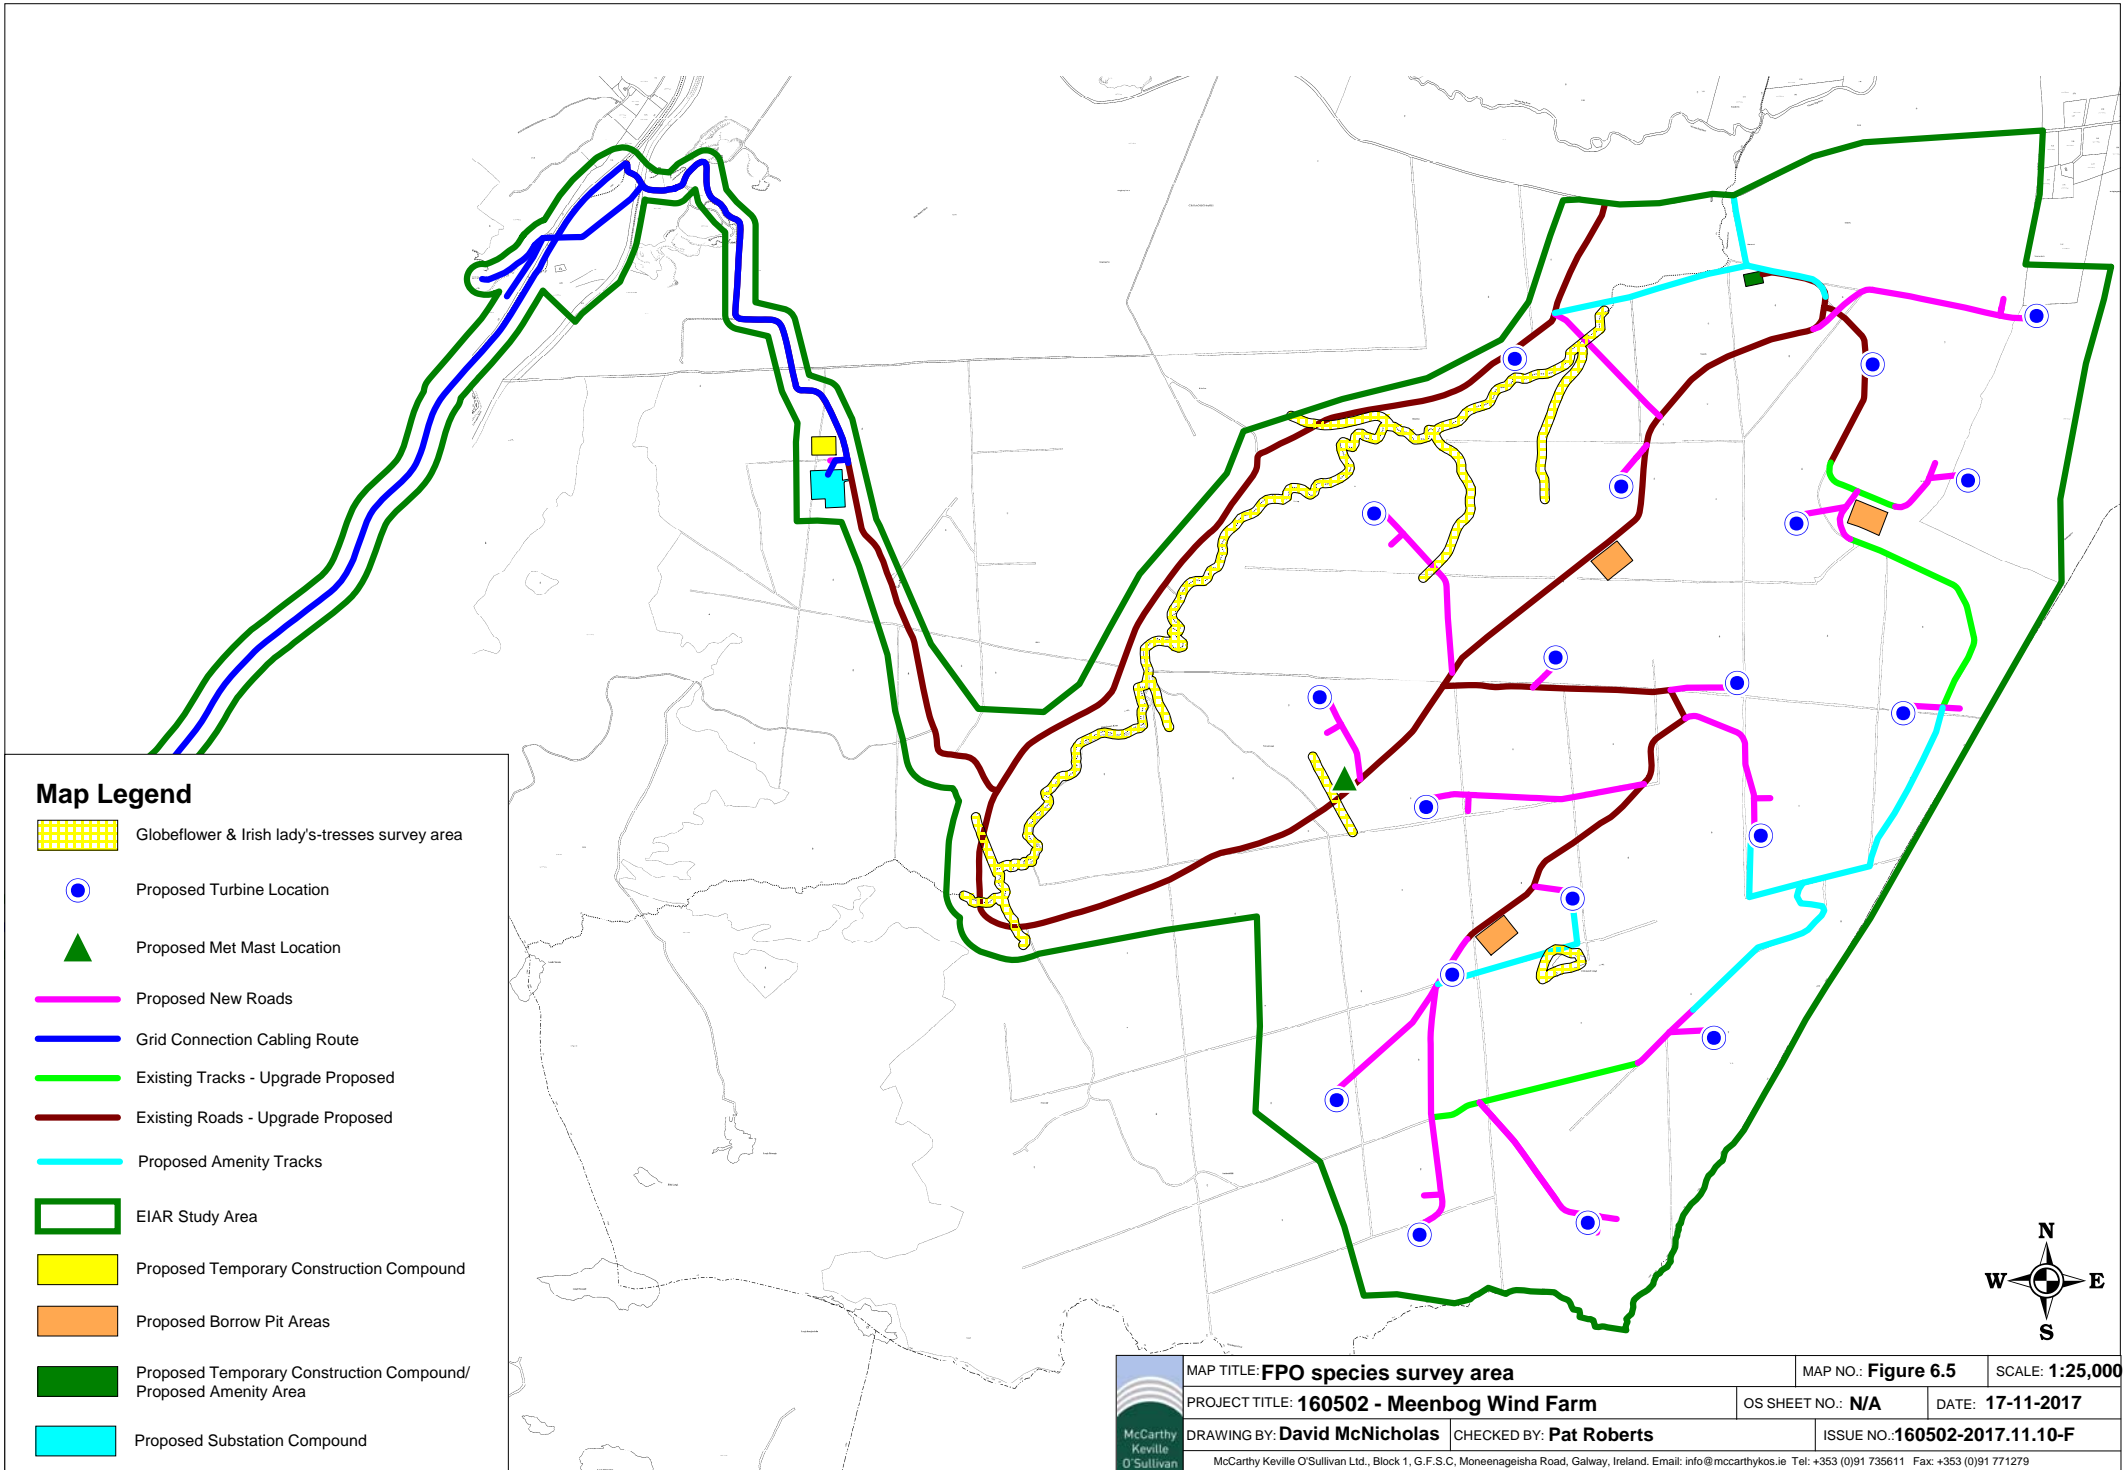 Map Legend
Globeflower & Irish lady's-tresses survey area
Proposed Turbine Location
Proposed Met Mast Location
Proposed New Roads
Grid Connection Cabling Route
Existing Tracks - Upgrade Proposed
Existing Roads - Upgrade Proposed
Proposed Amenity Tracks
EIAR Study Area
Proposed Temporary Construction Compound
Proposed Borrow Pit Areas
Proposed Temporary Construction Compound/
Proposed Amenity Area
Proposed Substation Compound
N
W E
S
McCarthy
Keville
O'Sullivan
MAP TITLE: FPO species survey area MAP NO.: Figure 6.5 SCALE: 1:25,000
PROJECT TITLE: 160502 - Meenbog Wind Farm OS SHEET NO.: N/A DATE: 17-11-2017
DRAWING BY: David McNicholas CHECKED BY: Pat Roberts ISSUE NO.:160502-2017.11.10-F
McCarthy Keville O'Sullivan Ltd., Block 1, G.F.S.C, Moneenageisha Road, Galway, Ireland. Email: info@mccarthykos.ie Tel: +353 (0)91 735611 Fax: +353 (0)91 771279